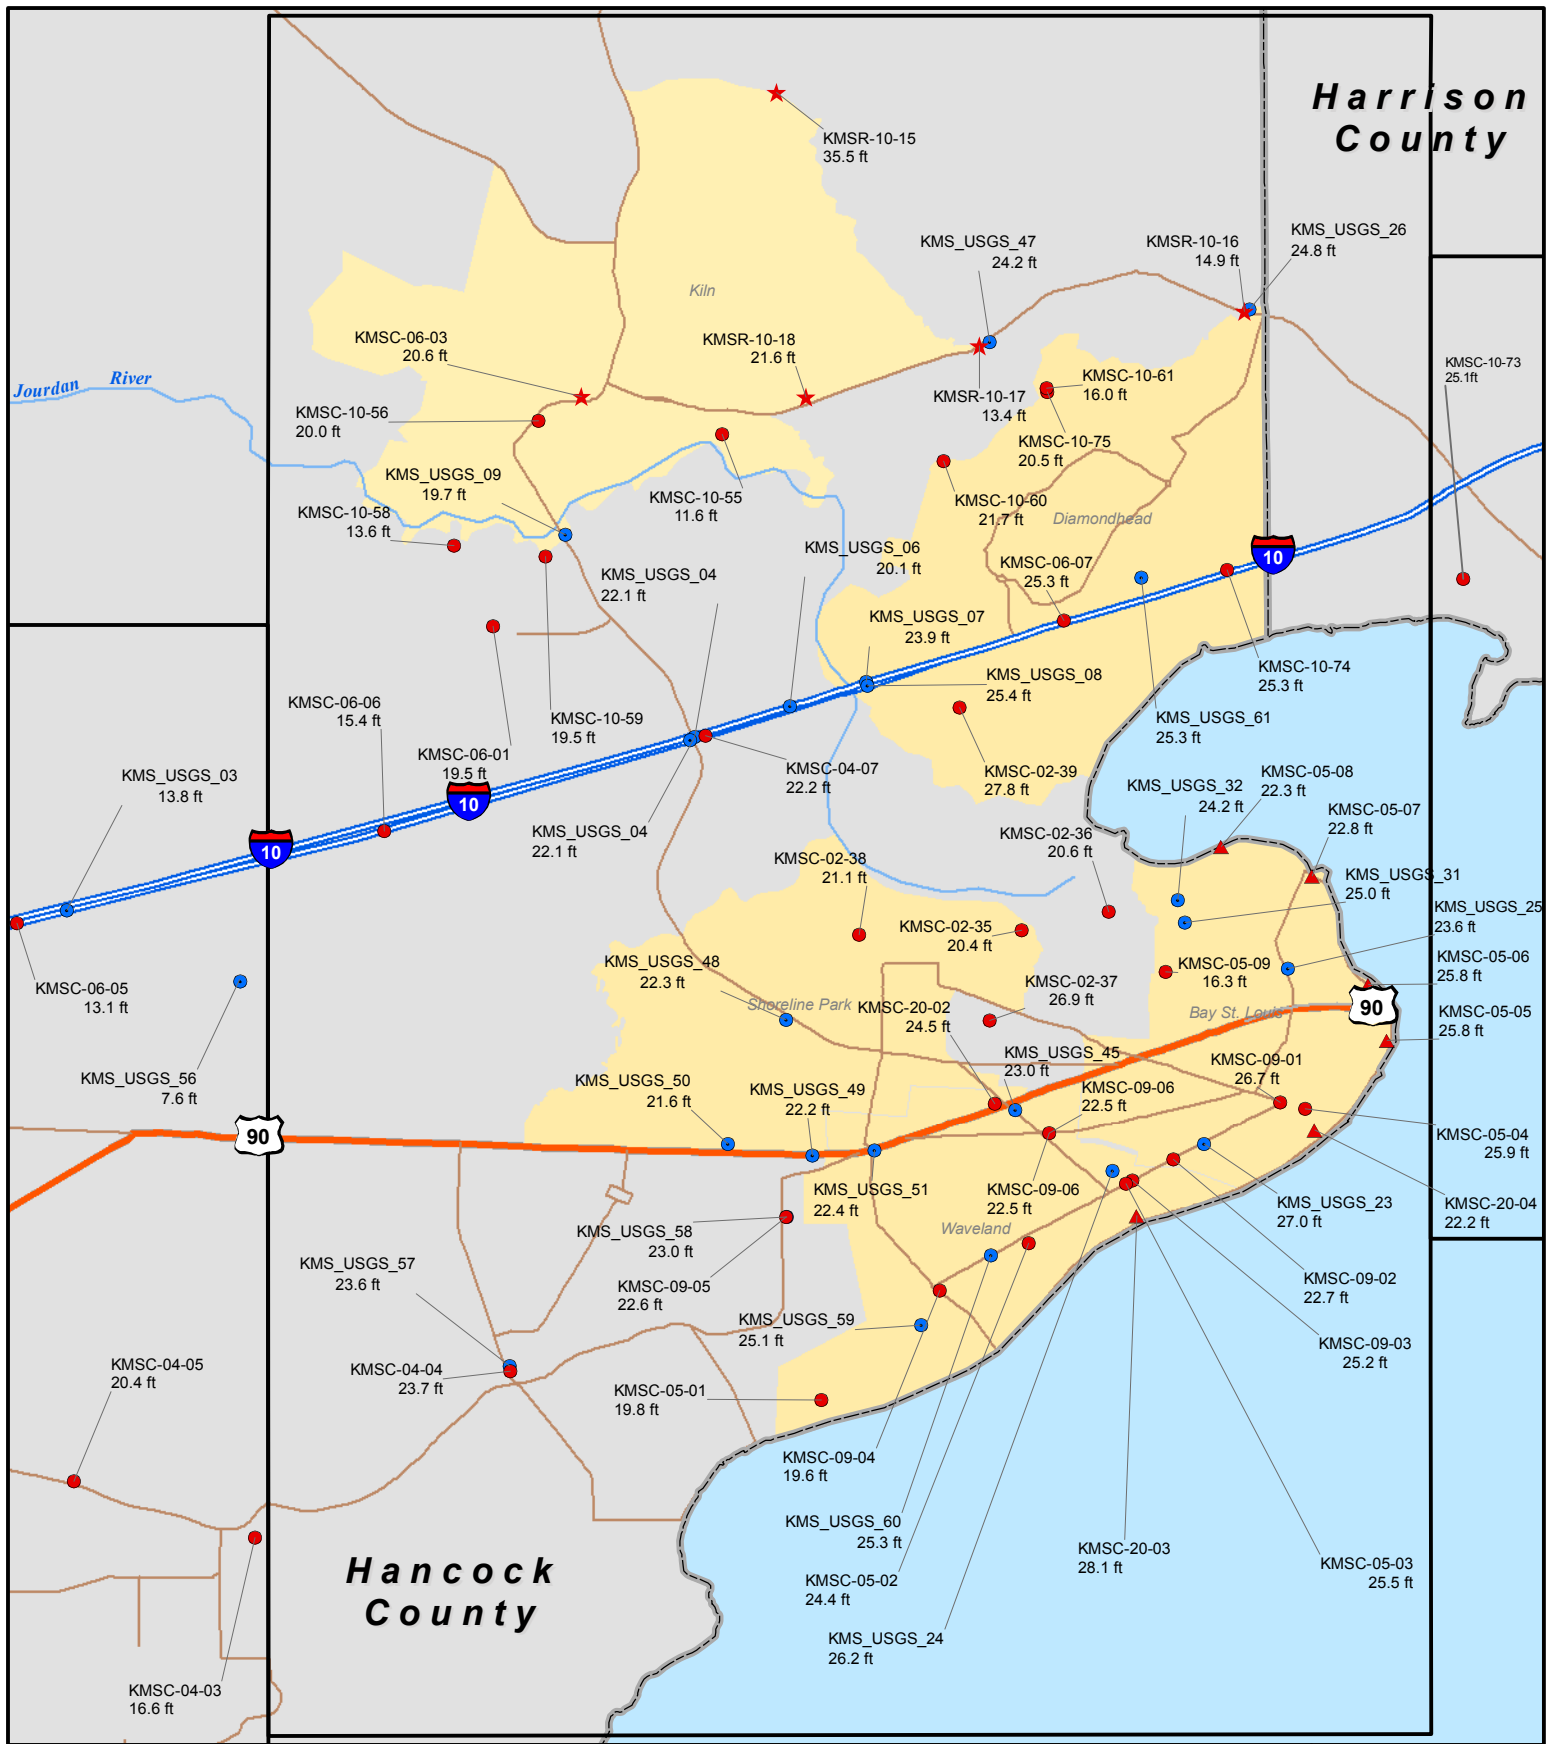 Harrison
County
KMSR-10-15
35.5 ft
KMS_USGS_47
24.2 ft
KMSR-10-16
14.9 ft
KMS_USGS_26
24.8 ft
Kiln
KMSC-06-03
20.6 ft
KMSR-10-18
21.6 ft
KMSC-10-73
25.1ft
Jourdan River
KMSC-10-61
16.0 ft
KMSR-10-17
13.4 ft
KMSC-10-56
20.0 ft
KMSC-10-75
20.5 ft
KMS_USGS_09
19.7 ft
KMSC-10-55
11.6 ft
KMSC-10-60
21.7 ft
KMSC-10-58
13.6 ft
Diamondhead
KMS_USGS_06
20.1 ft
10
KMSC-06-07
25.3 ft
KMS_USGS_04
22.1 ft
KMS_USGS_07
23.9 ft
KMSC-10-74
25.3 ft
KMS_USGS_08
25.4 ft
KMSC-06-06
15.4 ft
KMSC-10-59
19.5 ft
KMS_USGS_61
25.3 ft
KMSC-06-01
19.5 ft
KMS_USGS_03
13.8 ft
KMSC-04-07
22.2 ft
KMSC-02-39
27.8 ft
KMSC-05-08
22.3 ft
KMS_USGS_32
24.2 ft
10
KMSC-05-07
22.8 ft
KMS_USGS_04
22.1 ft
KMSC-02-36
20.6 ft
10
KMSC-02-38
21.1 ft
KMS_USGS_31
25.0 ft
KMS_USGS_25
23.6 ft
KMSC-02-35
20.4 ft
KMS_USGS_48
22.3 ft
KMSC-05-09
16.3 ft
KMSC-05-06
25.8 ft
KMSC-06-05
13.1 ft
KMSC-02-37
26.9 ft
Shoreline Park
KMSC-20-02
24.5 ft
Bay St. Louis
90
KMSC-05-05
25.8 ft
KMS_USGS_45
23.0 ft
KMSC-09-01
26.7 ft
KMS_USGS_56
7.6 ft
KMS_USGS_50
21.6 ft
KMS_USGS_49
22.2 ft
KMSC-09-06
22.5 ft
90
KMSC-05-04
25.9 ft
KMS_USGS_51
22.4 ft
KMSC-09-06
22.5 ft
KMS_USGS_23
27.0 ft
KMSC-20-04
22.2 ft
Waveland
KMS_USGS_58
23.0 ft
KMS_USGS_57
23.6 ft
KMSC-09-05
22.6 ft
KMSC-09-02
22.7 ft
KMS_USGS_59
25.1 ft
KMSC-09-03
25.2 ft
KMSC-04-05
20.4 ft
KMSC-04-04
23.7 ft
KMSC-05-01
19.8 ft
KMSC-09-04
19.6 ft
KMS_USGS_60
25.3 ft
KMSC-20-03
28.1 ft
KMSC-05-03
25.5 ft
Hancock
County
KMSC-05-02
24.4 ft
KMS_USGS_24
26.2 ft
KMSC-04-03
16.6 ft